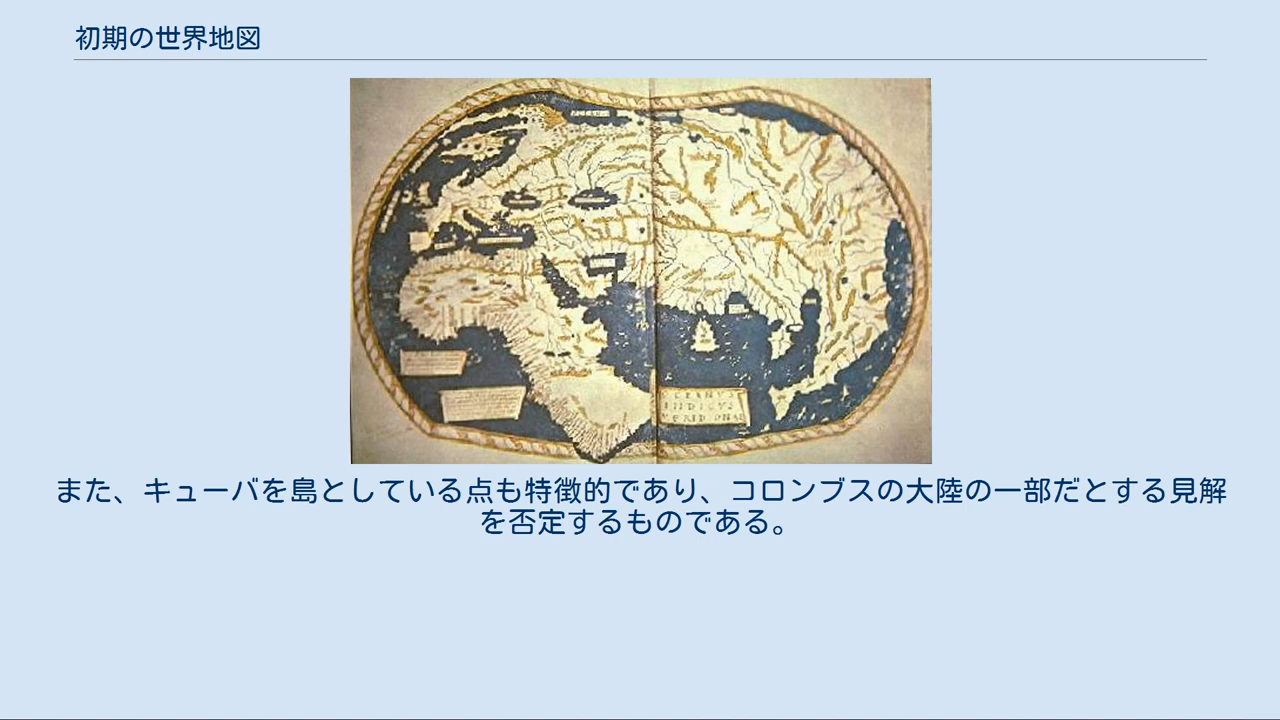 初期の世界地図
また、キューバを島としている点も特徴的であり、コロンブスの大陸の一部だとする見解
を否定するものである。